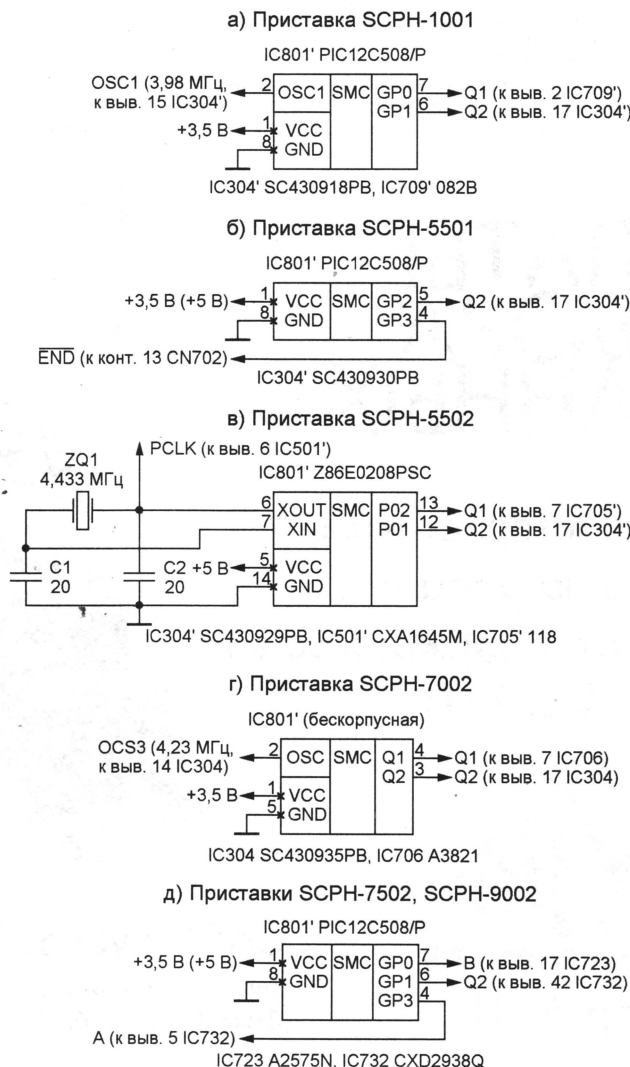 а) Приставка SCPH-1001
IC801' PIC12C508/P
OSC1 (3,98 МГц,
к выв. 15 IC304')
2 OSC1 SMC GP0 7 Q1 (к выв. 2 IC709')
GP1 6 Q2 (к выв. 17 IC304')
+3,5 В 1 VCC
8 GND
IC304' SC430918PB, IC709' 082B
б) Приставка SCPH-5501
IC801' PIC12C508/P
+3,5 В (+5 В) 1 VCC SMC GP2 5 Q2 (к выв. 17 IC304')
8 GND GP3 4
END (к конт. 13 CN702)
IC304' SC430930PB
в) Приставка SCPH-5502
PCLK (к выв. 6 IC501')
ZQ1
4,433 МГц
IC801' Z86E0208PSC
6 XOUT SMC P02 13 Q1 (к выв. 7 IC705')
7 XIN P01 12 Q2 (к выв. 17 IC304')
C1
20
C2
20
+5 В 5 VCC
14 GND
IC304' SC430929PB, IC501' CXA1645M, IC705' 118
г) Приставка SCPH-7002
IC801' (бескорпусная)
OCS3 (4,23 МГц,
к выв. 14 IC304)
2 OSC SMC Q1 4 Q1 (к выв. 7 IC706)
Q2 3 Q2 (к выв. 17 IC304)
+3,5 В 1 VCC
5 GND
IC304 SC430935PB, IC706 A3821
д) Приставки SCPH-7502, SCPH-9002
IC801' PIC12C508/P
+3,5 В (+5 В) 1 VCC SMC GP0 7 B (к выв. 17 IC723)
8 GND GP1 6 Q2 (к выв. 42 IC732)
GP3 4
A (к выв. 5 IC732)
IC723 A2575N, IC732 CXD2938Q